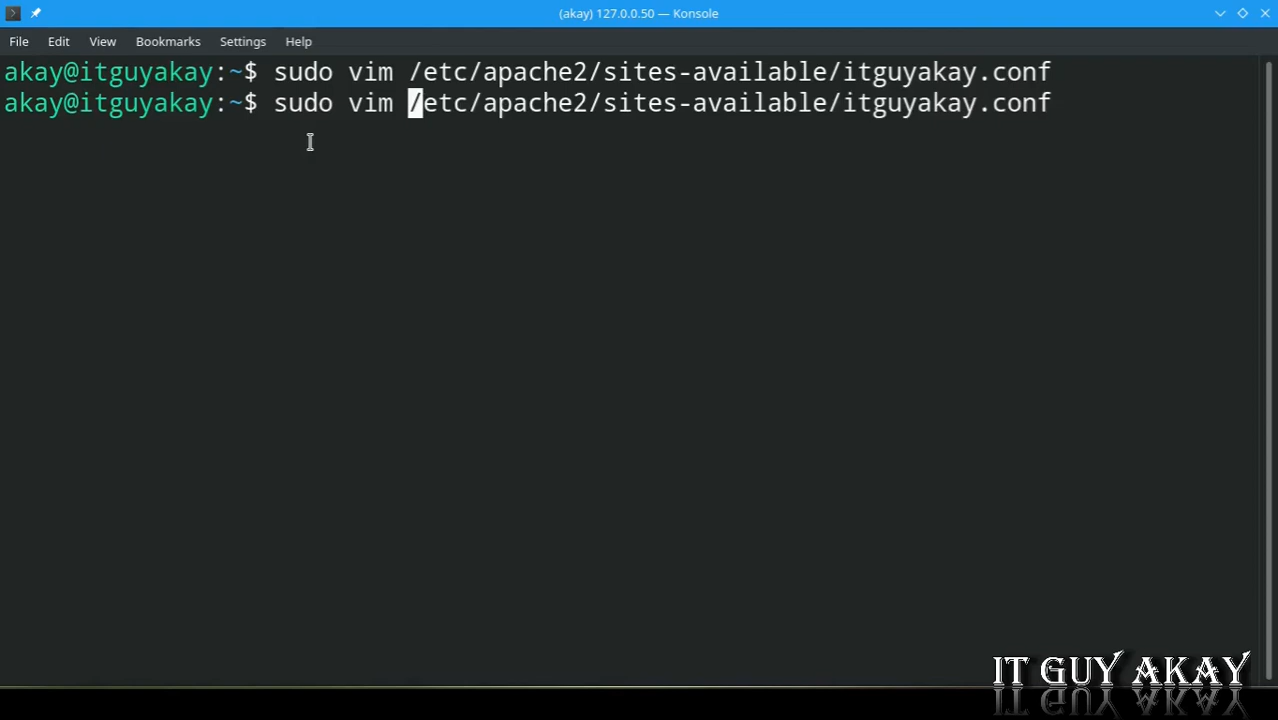 (akay) 127.0.0.50 — Konsole
File Edit View Bookmarks Settings Help
akay@itguyakay:~$ sudo vim /etc/apache2/sites-available/itguyakay.conf
akay@itguyakay:~$ sudo vim /etc/apache2/sites-available/itguyakay.conf
IT GUY AKAY